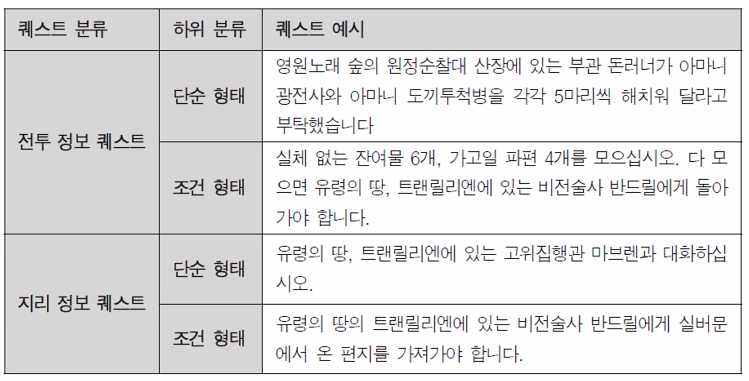 퀘스트 분류 하위 분류 퀘스트 예시
전투 정보 퀘스트
단순 형태
영원노래 숲의 원정순찰대 산장에 있는 부관 돈러너가 아마니
광전사와 아마니 도끼투척병을 각각 5마리씩 해치워 달라고
부탁했습니다
조건 형태
실체 없는 잔여물 6개, 가고일 파편 4개를 모으십시오. 다 모
으면 유령의 땅, 트랜릴리엔에 있는 비전술사 반드릴에게 돌아
가야 합니다.
지리 정보 퀘스트
단순 형태
유령의 땅, 트랜릴리엔에 있는 고위집행관 마브렌과 대화하십
시오.
조건 형태
유령의 땅의 트랜릴리엔에 있는 비전술사 반드릴에게 실버문
에서 온 편지를 가져가야 합니다.